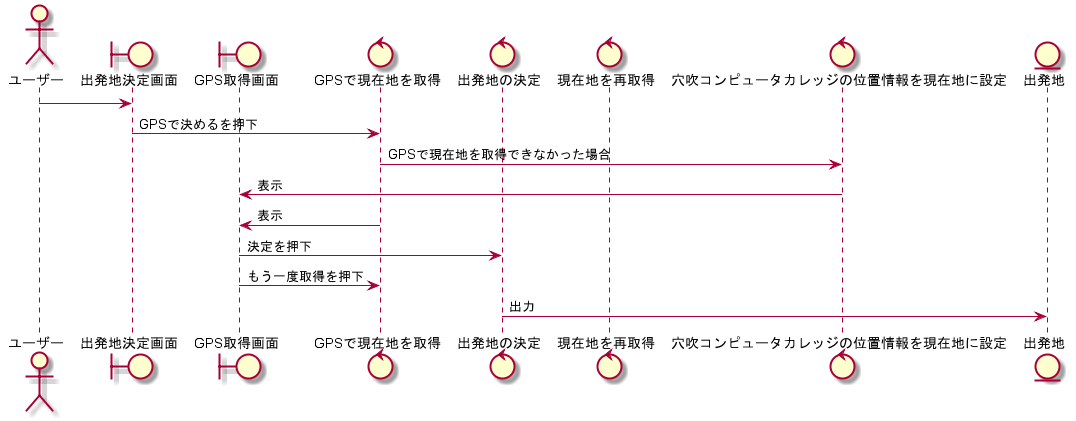 ユーザー 出発地決定画面 GPS取得画面 GPSで現在地を取得 出発地の決定 現在地を再取得 穴吹コンピュータカレッジの位置情報を現在地に設定 出発地
GPSで決めるを押下
GPSで現在地を取得できなかった場合
表示
表示
決定を押下
もう一度取得を押下
出力
ユーザー 出発地決定画面 GPS取得画面 GPSで現在地を取得 出発地の決定 現在地を再取得 穴吹コンピュータカレッジの位置情報を現在地に設定 出発地